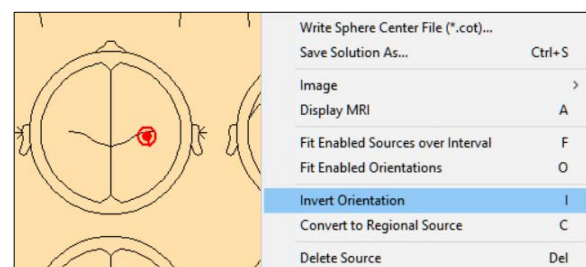 Write Sphere Center File (*.cot)...
Save Solution As... Ctrl+S
Image >
Display MRI A
Fit Enabled Sources over Interval F
Fit Enabled Orientations O
Invert Orientation I
Convert to Regional Source C
Delete Source Del